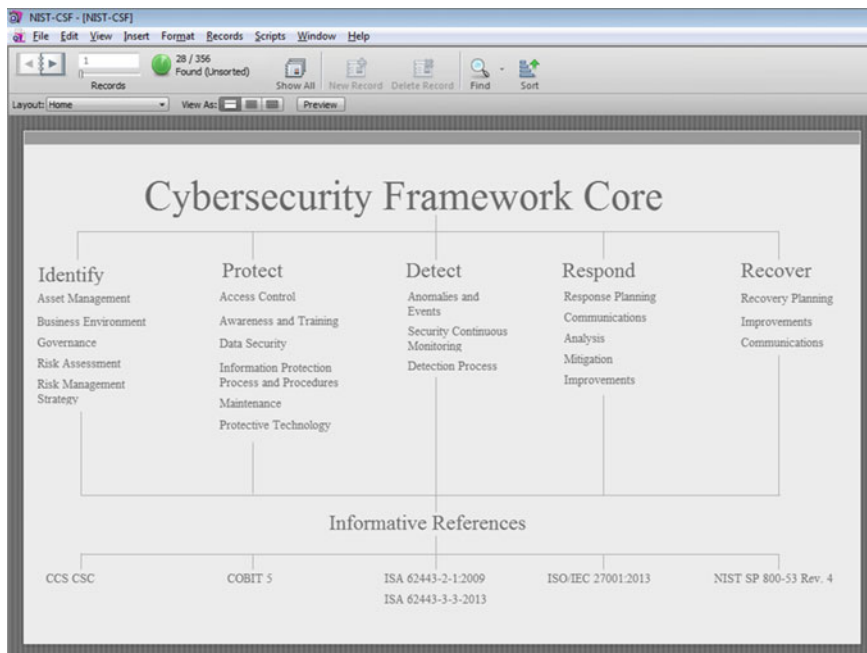 NIST-CSF - [NIST-CSF]
File Edit View Insert Format Records Scripts Window Help
1
28 / 356
Found (Unsorted)
Records
Show All New Record Delete Record Find Sort
Layout: Home View As: Preview
Cybersecurity Framework Core
Identify
Asset Management
Business Environment
Governance
Risk Assessment
Risk Management
Strategy
Protect
Access Control
Awareness and Training
Data Security
Information Protection
Process and Procedures
Maintenance
Protective Technology
Detect
Anomalies and
Events
Security Continuous
Monitoring
Detection Process
Respond
Response Planning
Communications
Analysis
Mitigation
Improvements
Recover
Recovery Planning
Improvements
Communications
Informative References
CCS CSC
COBIT 5
ISA 62443-2-1:2009
ISA 62443-3-3-2013
ISO/IEC 27001:2013
NIST SP 800-53 Rev. 4